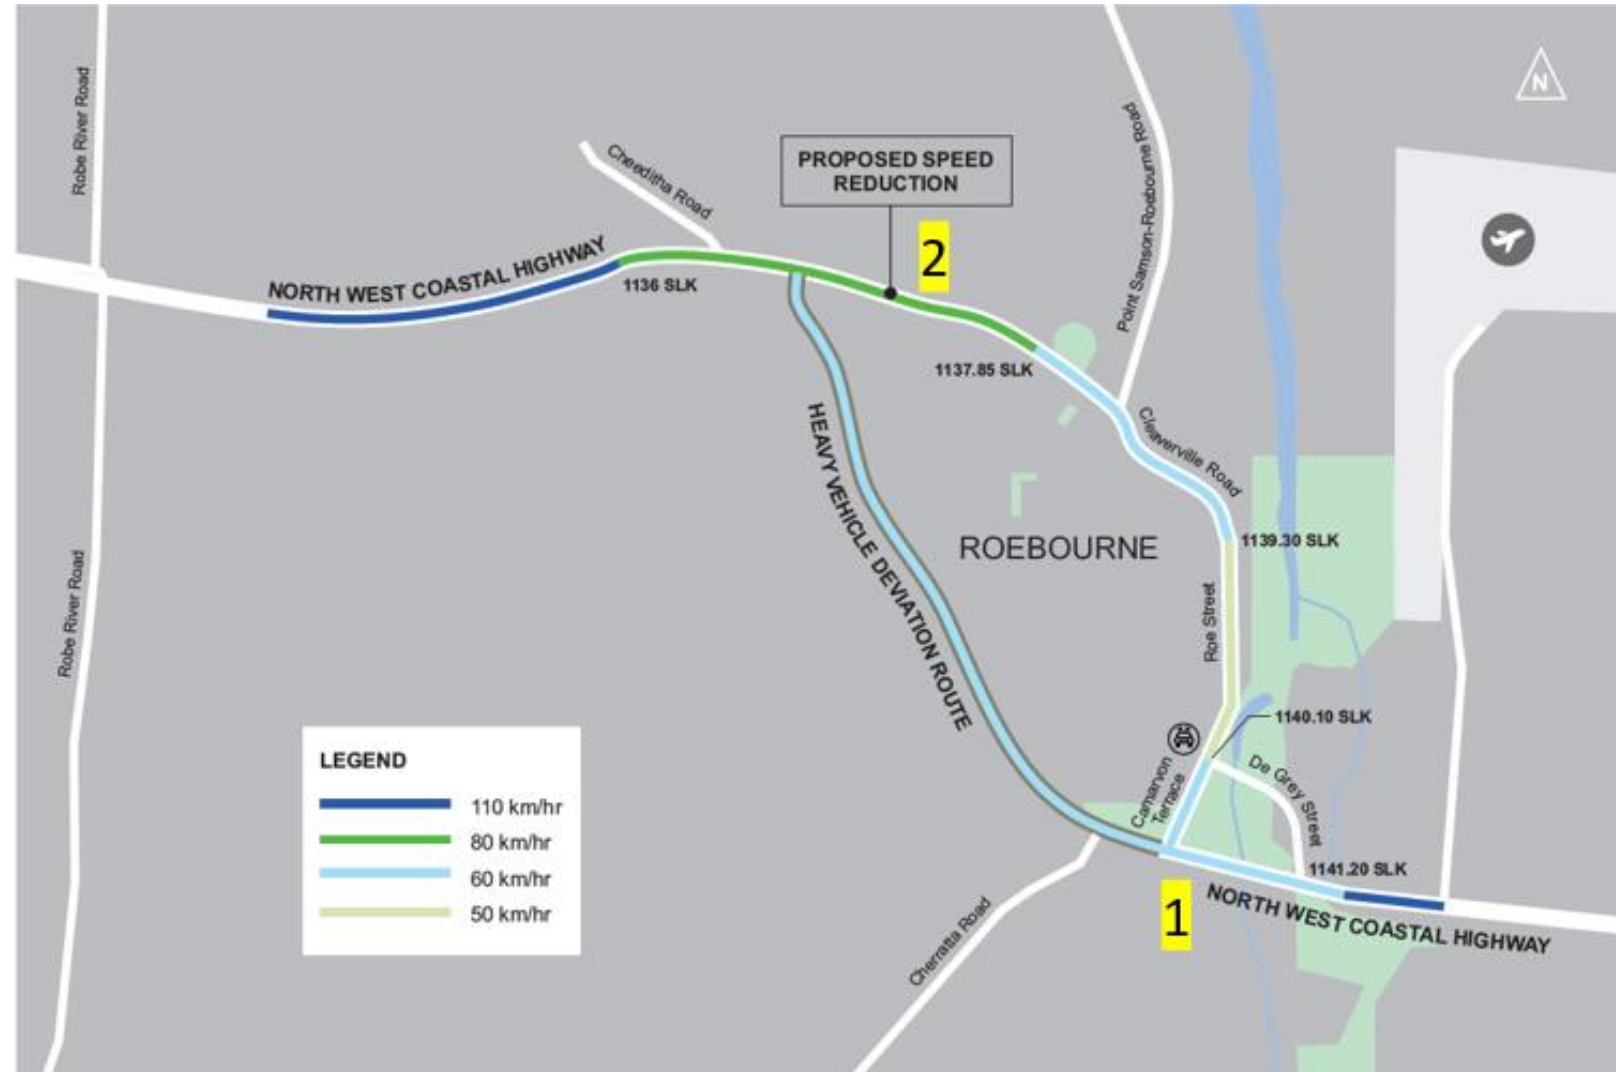 N
Robe River Road
Cheeditha Road
PROPOSED SPEED
REDUCTION
2
Point Samson-Roebourne Road
NORTH WEST COASTAL HIGHWAY
1136 SLK
1137.85 SLK
HEAVY VEHICLE DEVIATION ROUTE
Cleaverville Road
ROEBOURNE
1139.30 SLK
Robe River Road
Roe Street
1140.10 SLK
Camarvon
Terrace
De Grey Street
1141.20 SLK
1
NORTH WEST COASTAL HIGHWAY
Cherratta Road
LEGEND
110 km/hr
80 km/hr
60 km/hr
50 km/hr